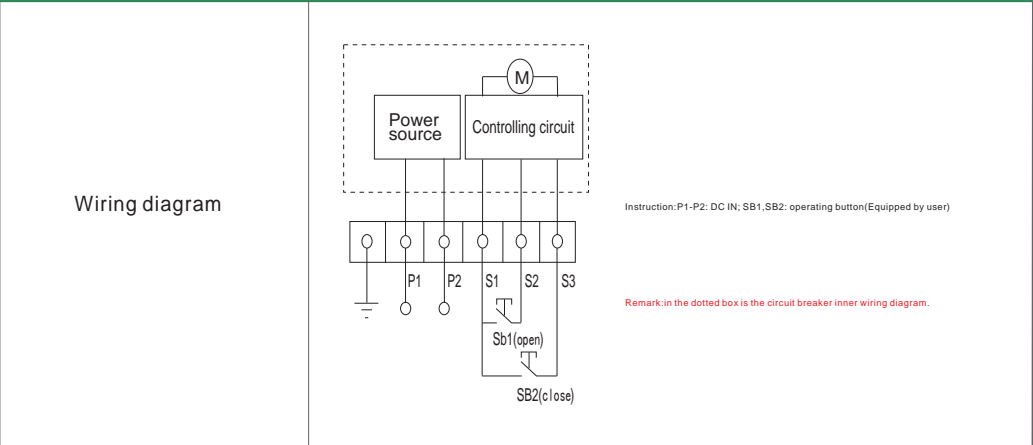 Wiring diagram
M
Power
source
Controlling circuit
P1
P2
S1
S2
S3
Sb1(open)
SB2(close)
Instruction:P1-P2: DC IN; SB1,SB2: operating button(Equipped by user)
Remark:in the dotted box is the circuit breaker inner wiring diagram.